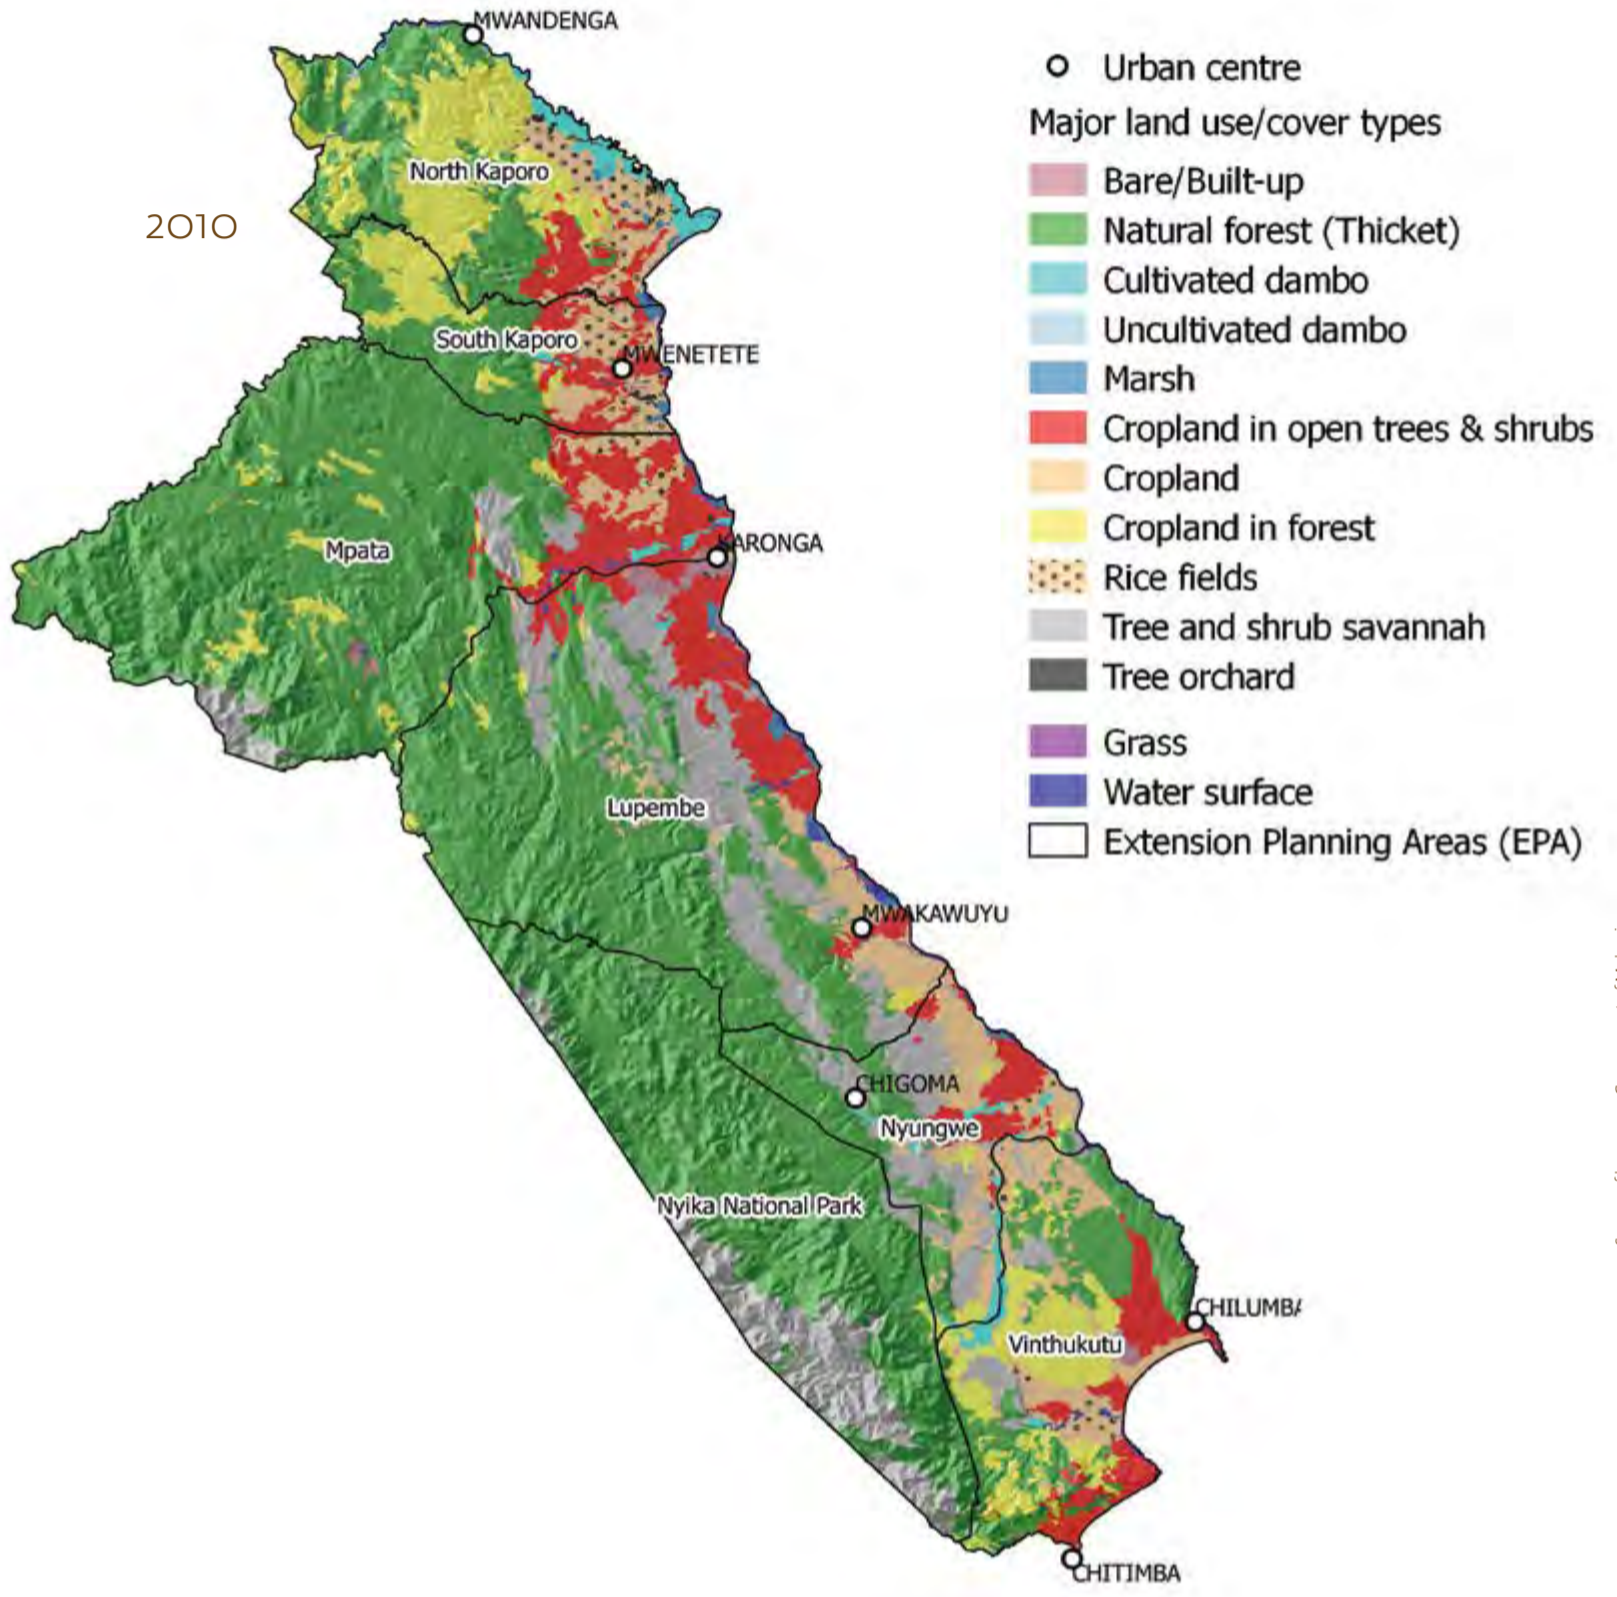 MWANDENGA
North Kaporo
2010
South Kaporo
MWENETETE
Mpata
KARONGA
Lupembe
MWAKAWUYU
CHIGOMA
Nyungwe
Nyika National Park
CHILUMBA
Vinthukutu
CHITIMBA
Urban centre
Major land use/cover types
Bare/Built-up
Natural forest (Thicket)
Cultivated dambo
Uncultivated dambo
Marsh
Cropland in open trees & shrubs
Cropland
Cropland in forest
Rice fields
Tree and shrub savannah
Tree orchard
Grass
Water surface
Extension Planning Areas (EPA)